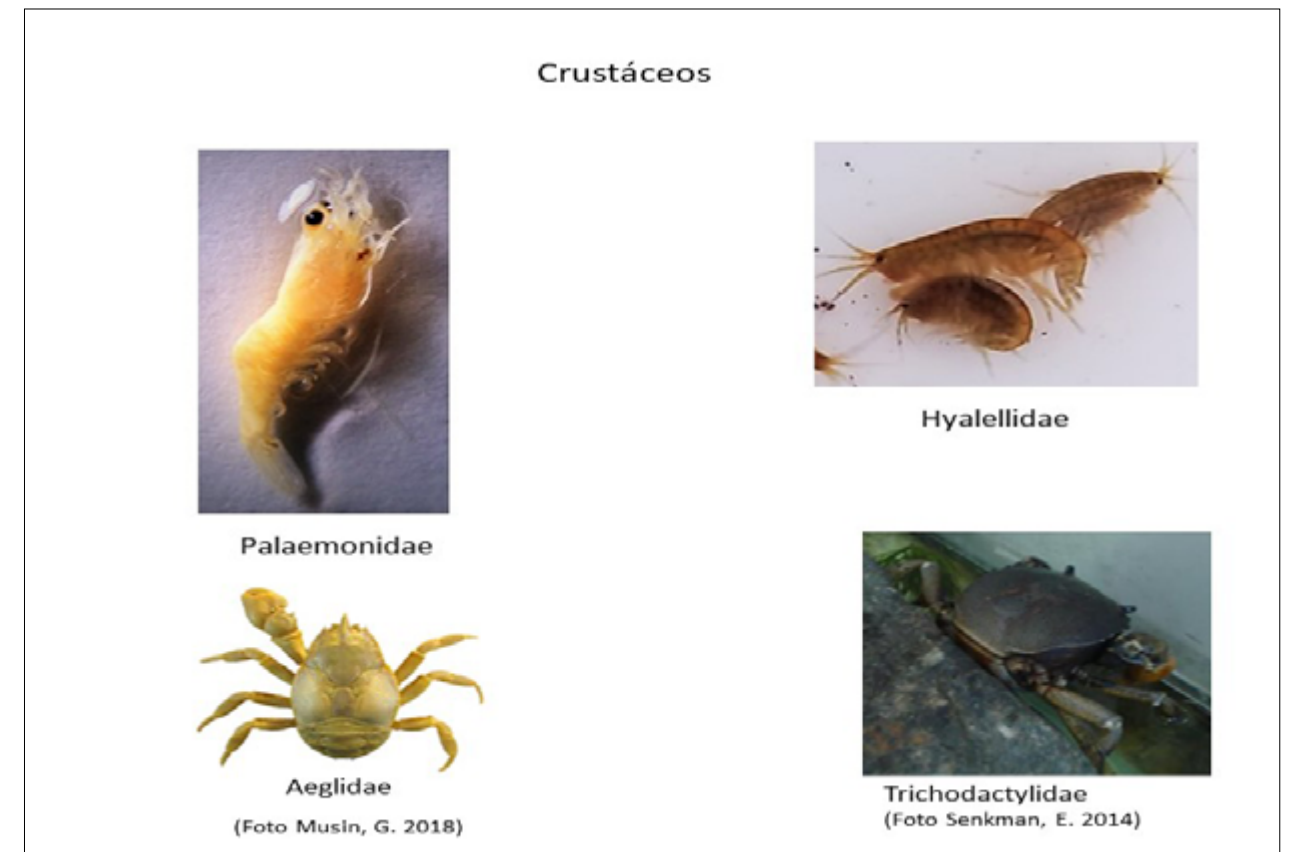 Crustáceos
Palaemonidae
Hyalellidae
Aeglidae
(Foto Musin, G. 2018)
Trichodactylidae
(Foto Senkman, E. 2014)